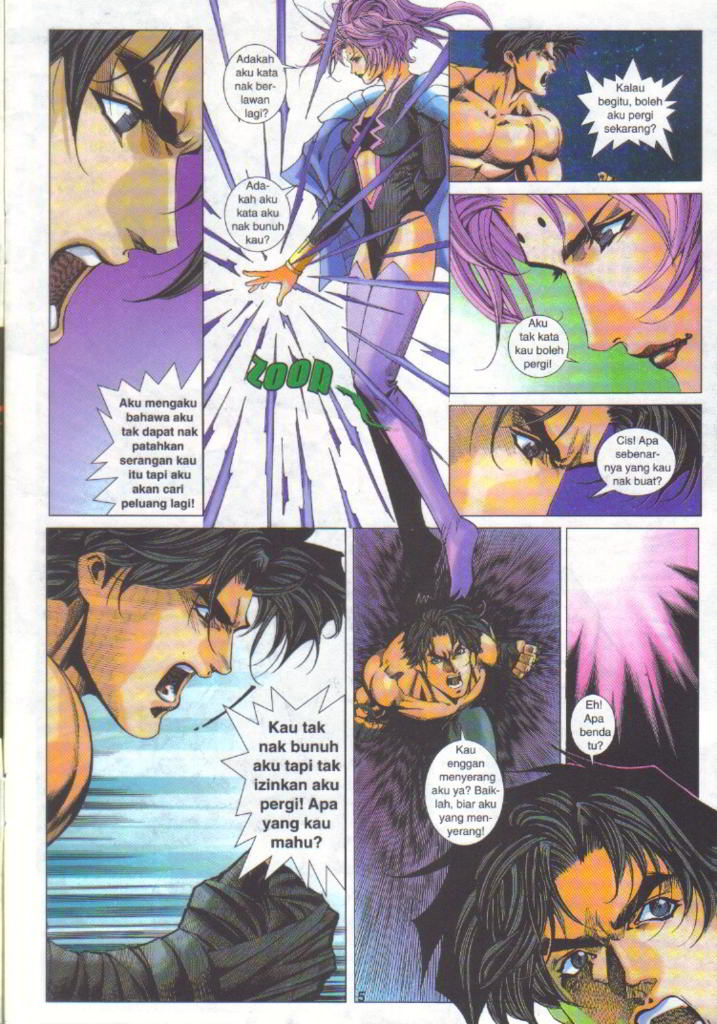 Aku mengaku
bahawa aku
tak dapat nak
patahkan
serangan kau
itu tapi aku
akan cari
peluang lagi!
Adakah
aku kata
nak ber-
lawan
lagi?
Ada-
kah aku
kata aku
nak bunuh
kau?
ZOOM
Kalau
begitu, boleh
aku pergi
sekarang?
Aku
tak kata
kau boleh
pergi!
Cis! Apa
sebenar-
nya yang kau
nak buat?
Kau tak
nak bunuh
aku tapi tak
izinkan aku
pergi! Apa
yang kau
mahu?
Kau
enggan
menyerang
aku ya? Baik-
lah, biar aku
yang men-
yerang!
Eh!
Apa
benda
tu?
5